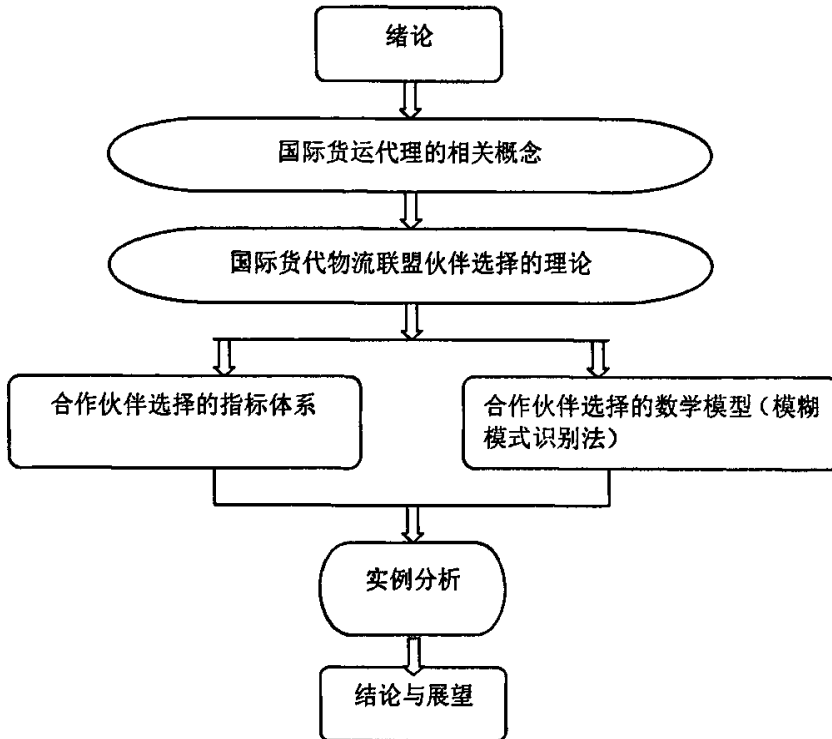 绪论
国际货运代理的相关概念
国际货代物流联盟伙伴选择的理论
合作伙伴选择的指标体系
合作伙伴选择的数学模型（模糊
模式识别法）
实例分析
结论与展望